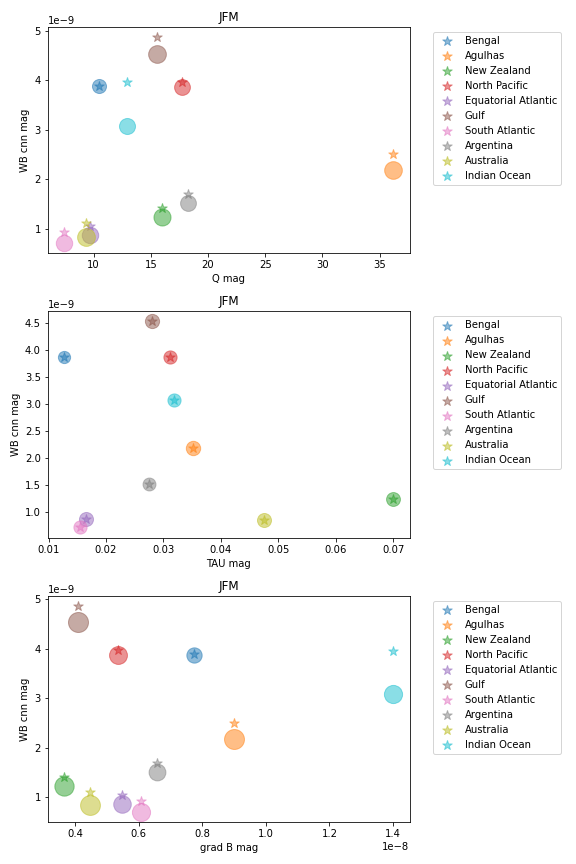 JFM
1e−9
WB cnn mag
5
4
3
2
1
10 15 20 25 30 35
Q mag
Bengal
Agulhas
New Zealand
North Pacific
Equatorial Atlantic
Gulf
South Atlantic
Argentina
Australia
Indian Ocean
JFM
1e−9
WB cnn mag
4.5
4.0
3.5
3.0
2.5
2.0
1.5
1.0
0.01 0.02 0.03 0.04 0.05 0.06 0.07
TAU mag
Bengal
Agulhas
New Zealand
North Pacific
Equatorial Atlantic
Gulf
South Atlantic
Argentina
Australia
Indian Ocean
JFM
1e−9
WB cnn mag
5
4
3
2
1
0.4 0.6 0.8 1.0 1.2 1.4
1e−8
grad B mag
Bengal
Agulhas
New Zealand
North Pacific
Equatorial Atlantic
Gulf
South Atlantic
Argentina
Australia
Indian Ocean